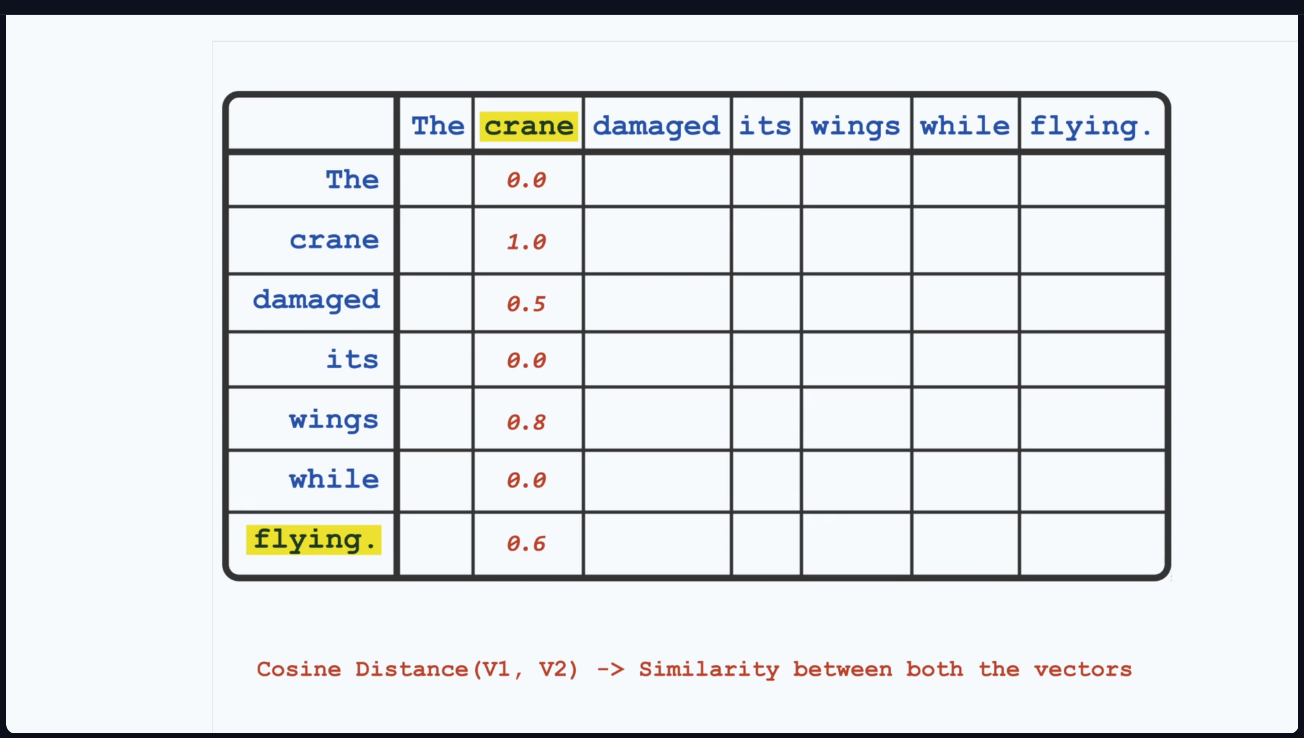 The crane damaged its wings while flying.
The 0.0
crane 1.0
damaged 0.5
its 0.0
wings 0.8
while 0.0
flying. 0.6
Cosine Distance(V1, V2) -> Similarity between both the vectors